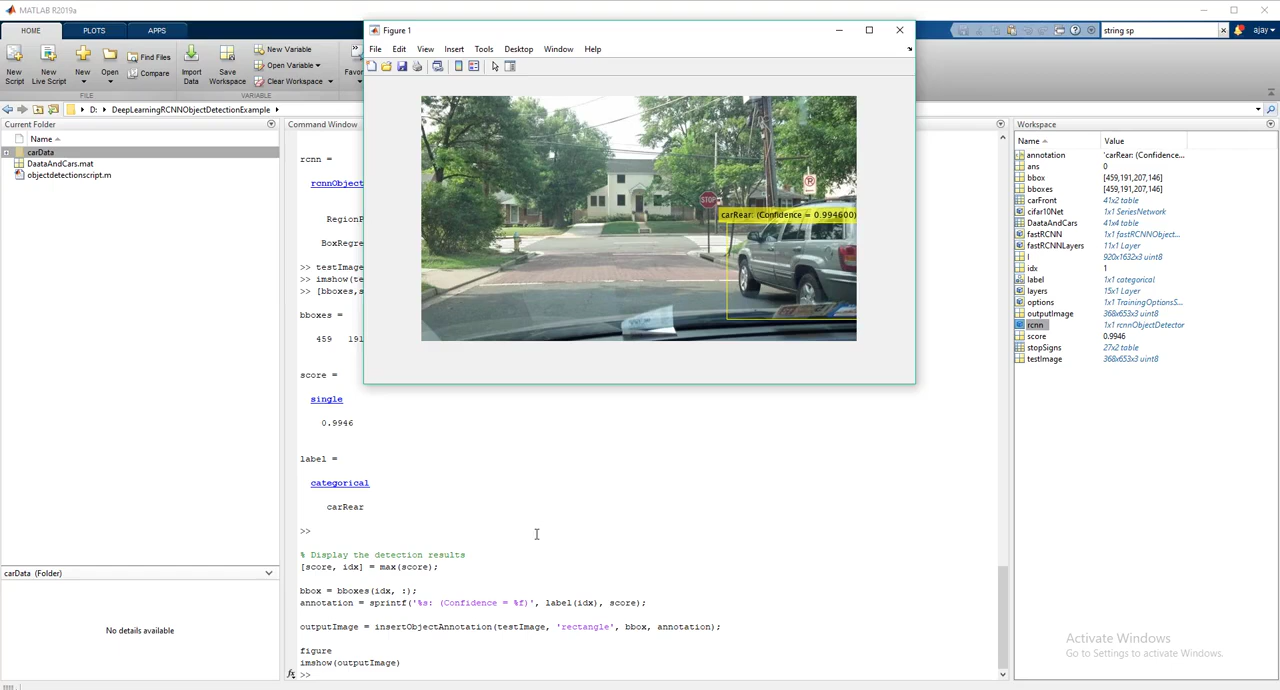 MATLAB R2019a
HOME
PLOTS
APPS
string sp
ajay
New Script
New Live Script
New
Open
Find Files
Compare
Import Data
Save Workspace
New Variable
Open Variable
Clear Workspace
Favor
FILE
VARIABLE
D:
DeepLearningRCNNObjectDetectionExample
Current Folder
Name
carData
DaataAndCars.mat
objectdetectionscript.m
carData (Folder)
No details available
Command Window
rcnn =
rcnnObject
RegionP
BoxRegre
>> testImage
>> imshow(te
>> [bboxes,s
bboxes =
459 191
score =
single
0.9946
label =
categorical
carRear
>>
% Display the detection results
[score, idx] = max(score);
bbox = bboxes(idx, :);
annotation = sprintf('%s: (Confidence = %f)', label(idx), score);
outputImage = insertObjectAnnotation(testImage, 'rectangle', bbox, annotation);
figure
imshow(outputImage)
fx >>
Figure 1
File Edit View Insert Tools Desktop Window Help
STOP
carRear: (Confidence = 0.994600)
Workspace
Name Value
annotation 'carRear: (Confidence...
ans 0
bbox [459,191,207,146]
bboxes [459,191,207,146]
carFront 41x2 table
cifar10Net 1x1 SeriesNetwork
DaataAndCars 41x4 table
fastRCNN 1x1 fastRCNNObject...
fastRCNNLayers 11x1 Layer
I 920x1632x3 uint8
idx 1
label 1x1 categorical
layers 15x1 Layer
options 1x1 TrainingOptionsS...
outputImage 368x653x3 uint8
rcnn 1x1 rcnnObjectDetector
score 0.9946
stopSigns 27x2 table
testImage 368x653x3 uint8
Activate Windows
Go to Settings to activate Windows.